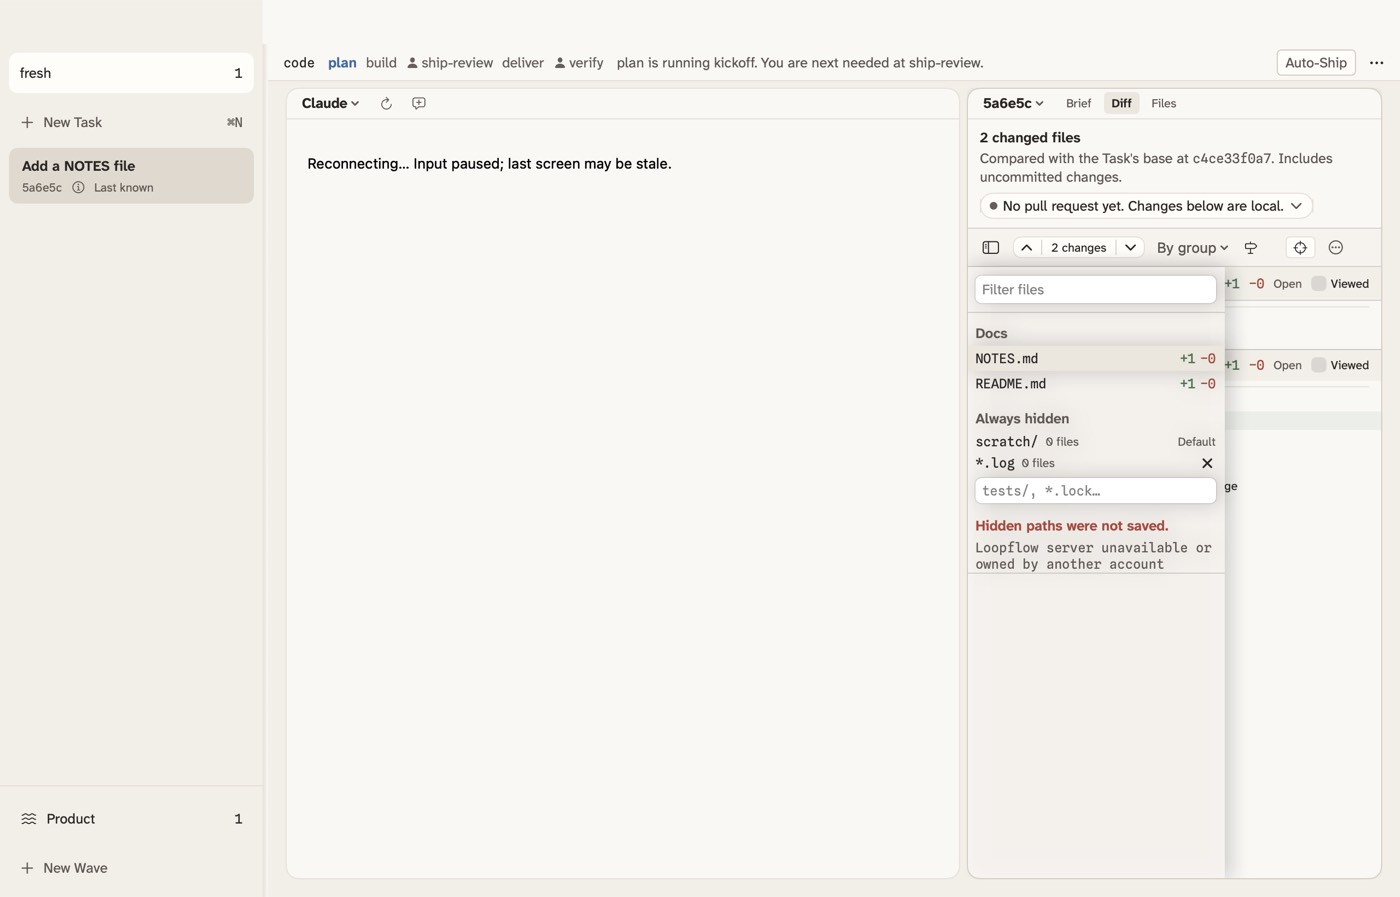 fresh 1
New Task ⌘N
Add a NOTES file
5a6e5c Last known
Product 1
New Wave
code plan build ship-review deliver verify plan is running kickoff. You are next needed at ship-review.
Auto-Ship
Claude
Reconnecting... Input paused; last screen may be stale.
5a6e5c Brief Diff Files
2 changed files
Compared with the Task's base at c4ce33f0a7. Includes
uncommitted changes.
No pull request yet. Changes below are local.
2 changes By group
Filter files
+1 −0 Open Viewed
Docs
NOTES.md +1 −0
+1 −0 Open Viewed
README.md +1 −0
Always hidden
scratch/ 0 files Default
*.log 0 files
tests/, *.lock…
ge
Hidden paths were not saved.
Loopflow server unavailable or
owned by another account